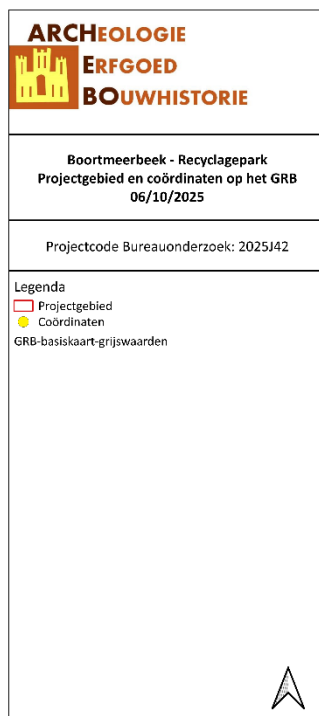 ARCHEOLOGIE
ERFGOED
BOUWHISTORIE
Boortmeerbeek - Recyclagepark
Projectgebied en coördinaten op het GRB
06/10/2025
Projectcode Bureauonderzoek: 2025J42
Legenda
Projectgebied
Coördinaten
GRB-basiskaart-grijswaarden